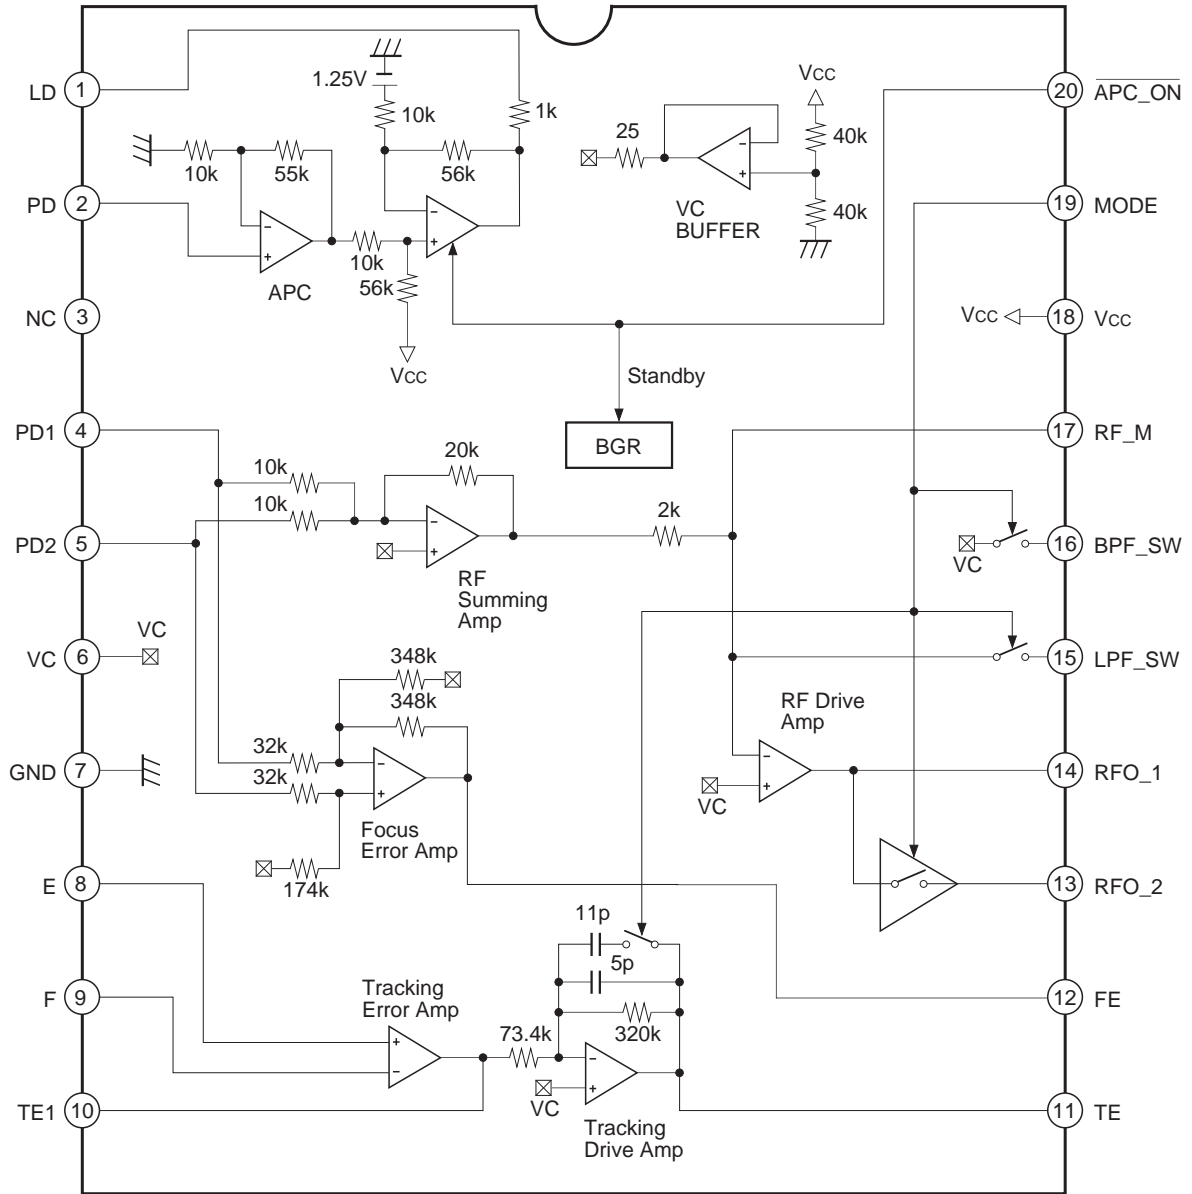 LD 1
1.25V
10k
1k
VCC
40k
20 APC_ON
25
10k
55k
56k
PD 2
VC
BUFFER
40k
19 MODE
10k
APC
56k
NC 3
VCC
18 VCC
VCC
Standby
BGR
PD1 4
17 RF_M
20k
10k
10k
2k
PD2 5
VC
16 BPF_SW
RF
Summing
Amp
VC 6
VC
15 LPF_SW
348k
348k
RF Drive
Amp
32k
32k
GND 7
14 RFO_1
VC
Focus
Error Amp
174k
E 8
13 RFO_2
11p
5p
F 9
Tracking
Error Amp
12 FE
73.4k
320k
TE1 10
VC
Tracking
Drive Amp
11 TE